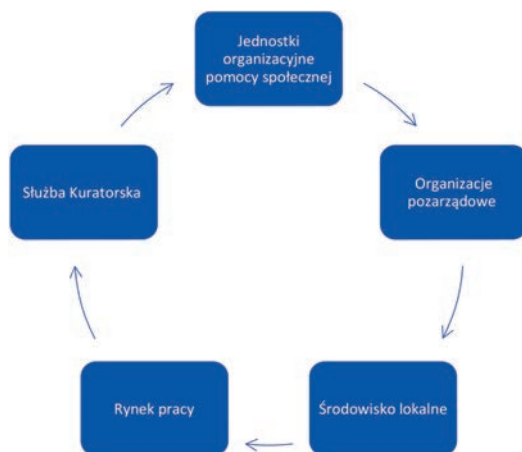 Jednostki
organizacyjne
pomocy społecznej
Służba Kuratorska
Organizacje
pozarządowe
Rynek pracy
Środowisko lokalne